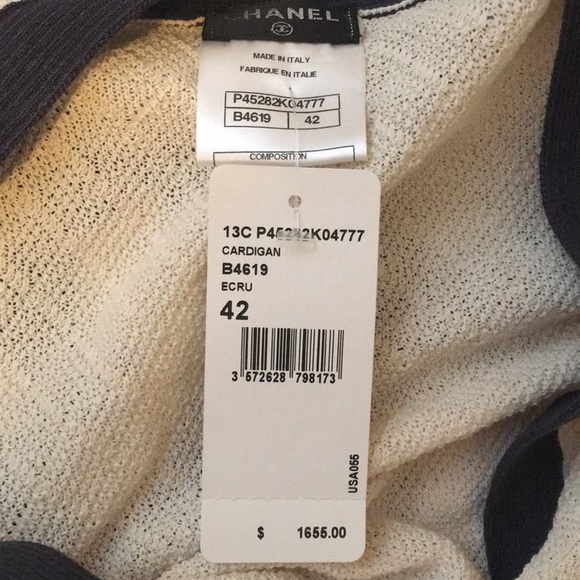 CHANEL
MADE IN ITALY
FABRIQUE EN ITALIE
P45282K04777
B4619 42
COMPOSITION
13C P45282K04777
CARDIGAN
B4619
ECRU
42
3 572628 798173
USA055
$ 1655.00